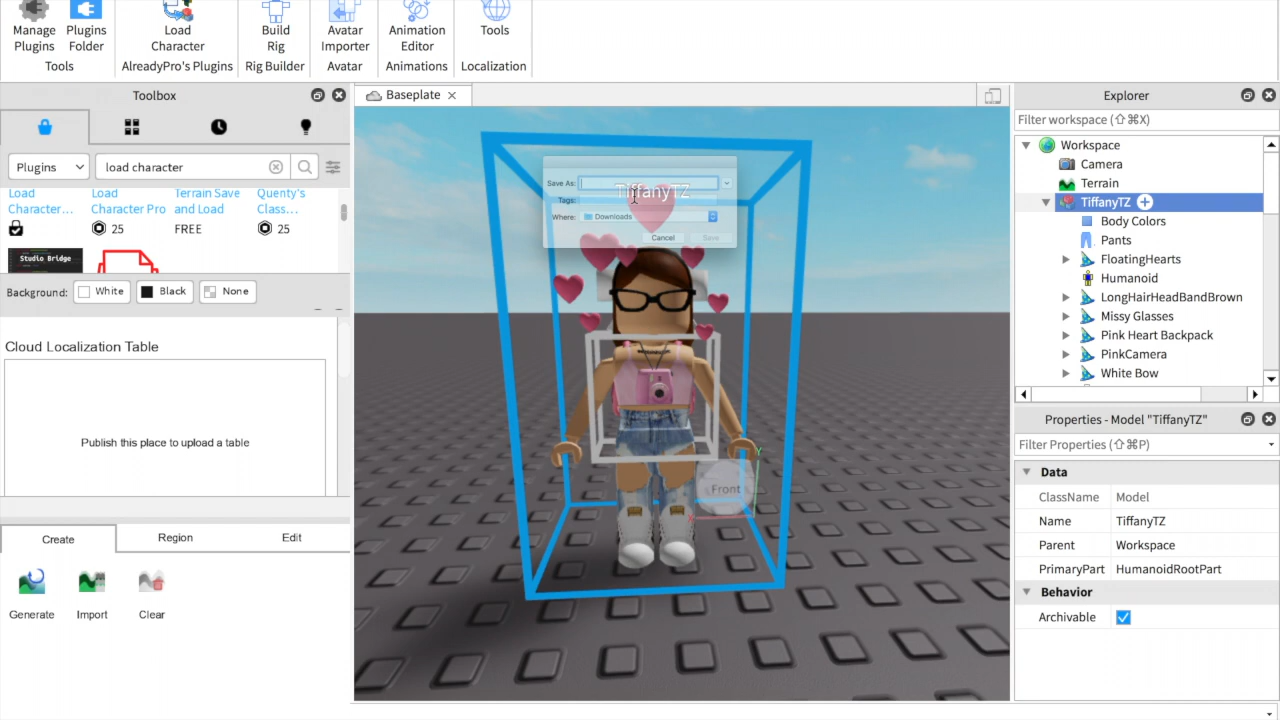 Manage Plugins
Plugins Folder
Load Character
Build Rig
Avatar Importer
Animation Editor
Tools
Tools
AlreadyPro's Plugins
Rig Builder
Avatar
Animations
Localization
Toolbox
Plugins
load character
Load Character...
Load Character Pro
Terrain Save and Load
Quenty's Class...
25
FREE
25
Studio Bridge
Background:
White
Black
None
Cloud Localization Table
Publish this place to upload a table
Create
Region
Edit
Generate
Import
Clear
Baseplate
Save As:
TiffanyTZ
Tags:
Where:
Downloads
Cancel
Save
Front
Explorer
Filter workspace (⇧⌘X)
Workspace
Camera
Terrain
TiffanyTZ
Body Colors
Pants
FloatingHearts
Humanoid
LongHairHeadBandBrown
Missy Glasses
Pink Heart Backpack
PinkCamera
White Bow
Properties - Model "TiffanyTZ"
Filter Properties (⇧⌘P)
Data
ClassName Model
Name TiffanyTZ
Parent Workspace
PrimaryPart HumanoidRootPart
Behavior
Archivable